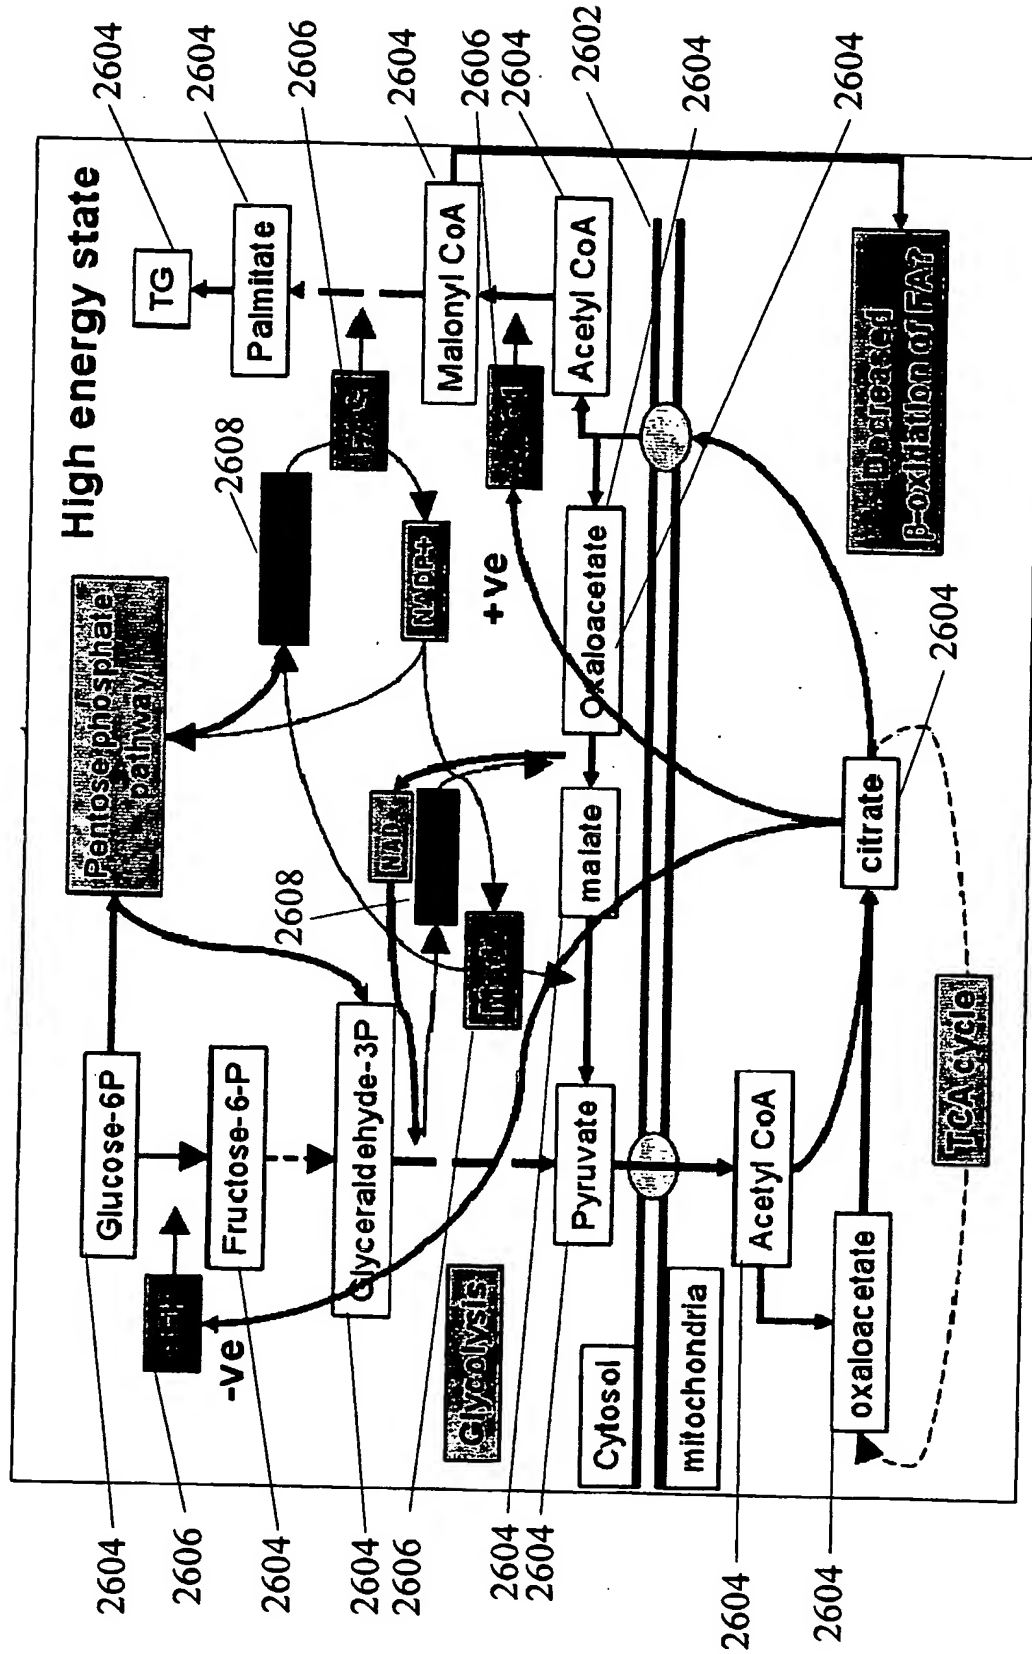 High energy state
2604
2604
2606
2604
2606
2604
2602
2604
2604
TG
Palmitate
Malonyl CoA
Acetyl CoA
2608
Pentose phosphate
pathway
NADP+
+ve
Oxaloacetate
Decreased
β-oxidation of FA?
NAD+
2608
malate
citrate
2604
Glucose-6P
Fructose-6-P
Glyceraldehyde-3P
Pyruvate
Acetyl CoA
TCA cycle
-ve
Glycolysis
Cytosol
mitochondria
oxaloacetate
2604
2606
2604
2604
2606
2604
2604
2604
2604